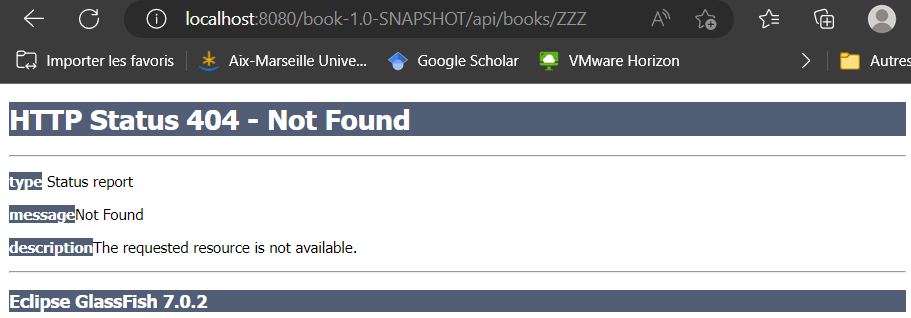 localhost:8080/book-1.0-SNAPSHOT/api/books/ZZZ
Importer les favoris Aix-Marseille Unive... Google Scholar VMware Horizon Autres
HTTP Status 404 - Not Found
type Status report
messageNot Found
descriptionThe requested resource is not available.
Eclipse GlassFish 7.0.2